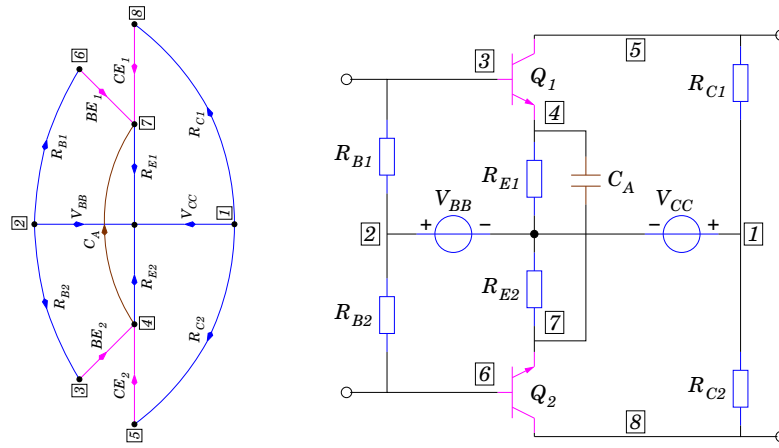 8
CE1
6
BE1
7
RB1
RE1
RC1
2
VBB
VCC
1
CA
RB2
RE2
RC2
4
BE2
3
CE2
5
3
Q1
5
4
RC1
RB1
RE1
CA
VBB
VCC
2
+ −
− +
1
RE2
RB2
7
6
Q2
RC2
8